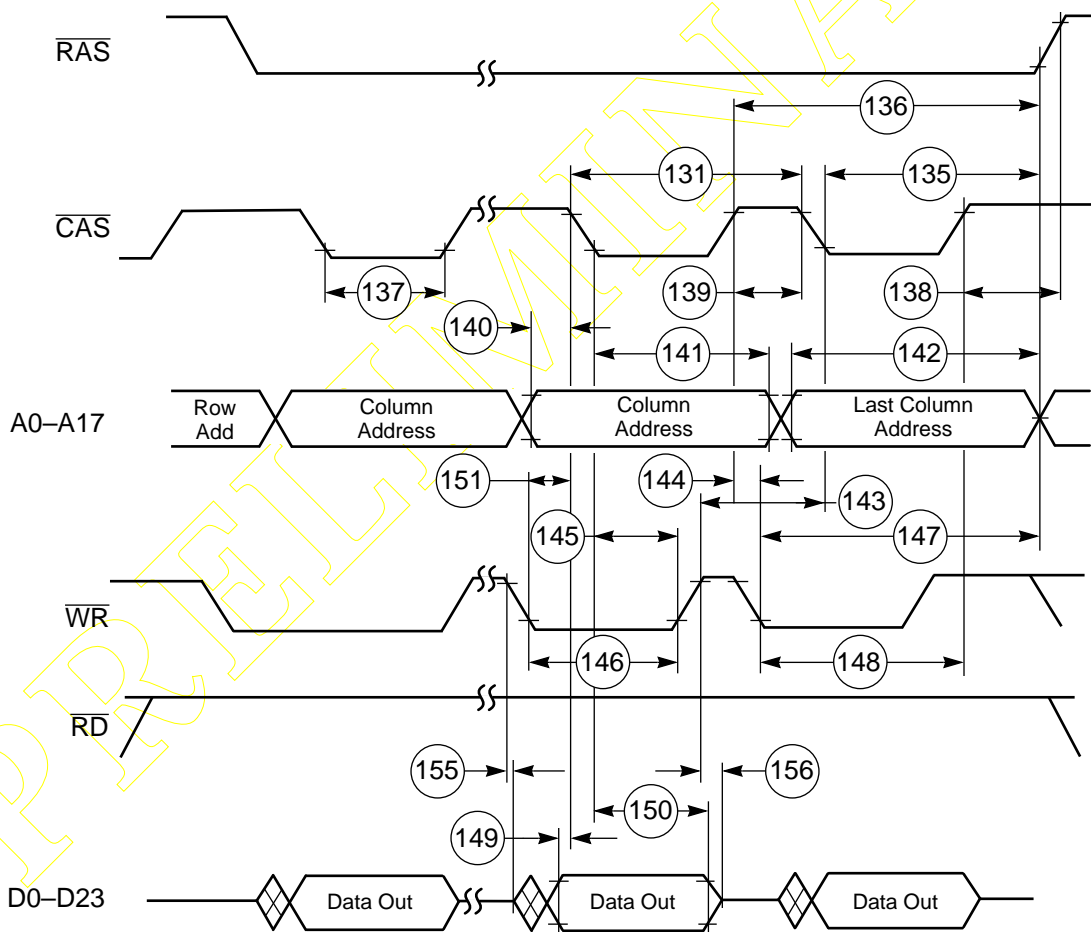 RAS
136
131
135
CAS
137
139
138
140
141
142
A0–A17
Row
Add
Column
Address
Column
Address
Last Column
Address
151
144
143
145
147
WR
146
148
RD
155
156
150
149
D0–D23
Data Out
Data Out
Data Out
PRELIMINA